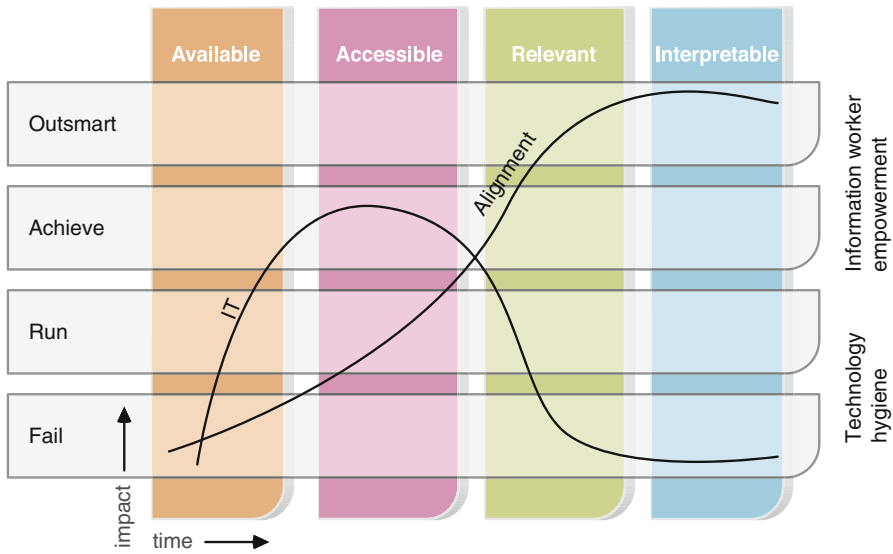 Available
Accessible
Relevant
Interpretable
Outsmart
Achieve
Run
Fail
IT
Alignment
Information worker
empowerment
Technology
hygiene
impact
time